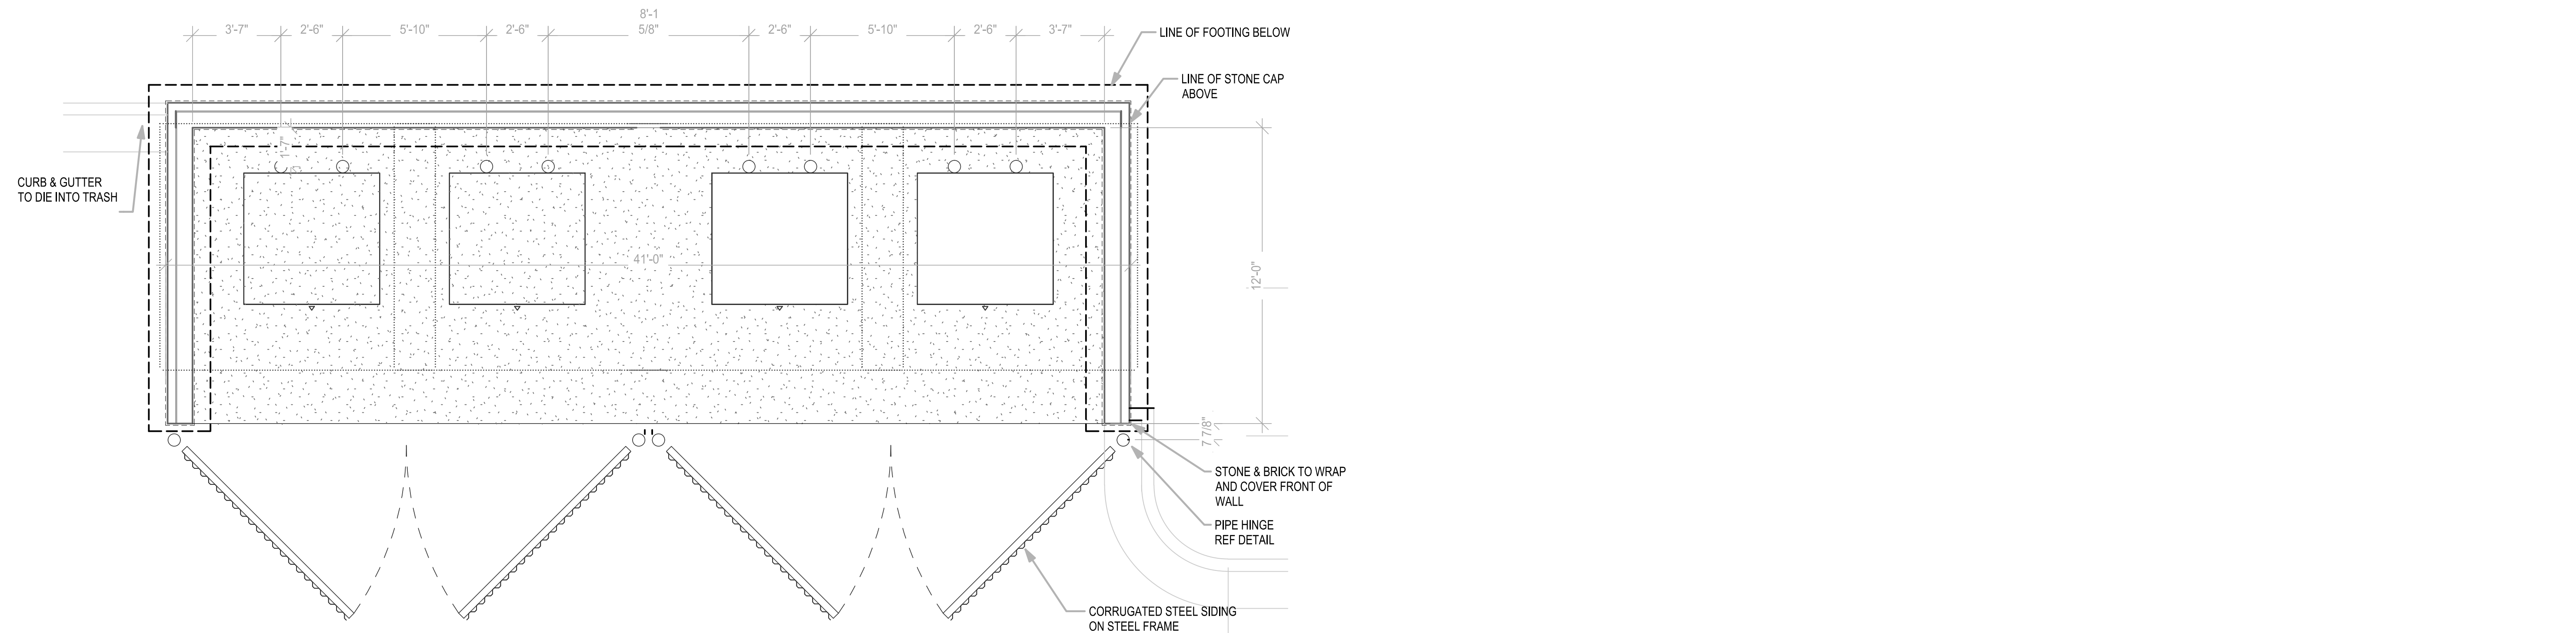 8'-1
3'-7" 2'-6" 5'-10" 2'-6" 5/8" 2'-6" 5'-10" 2'-6" 3'-7"
LINE OF FOOTING BELOW
LINE OF STONE CAP
ABOVE
1'-7"
CURB & GUTTER
TO DIE INTO TRASH
41'-0"
12'-0"
7 7/8"
STONE & BRICK TO WRAP
AND COVER FRONT OF
WALL
PIPE HINGE
REF DETAIL
CORRUGATED STEEL SIDING
ON STEEL FRAME